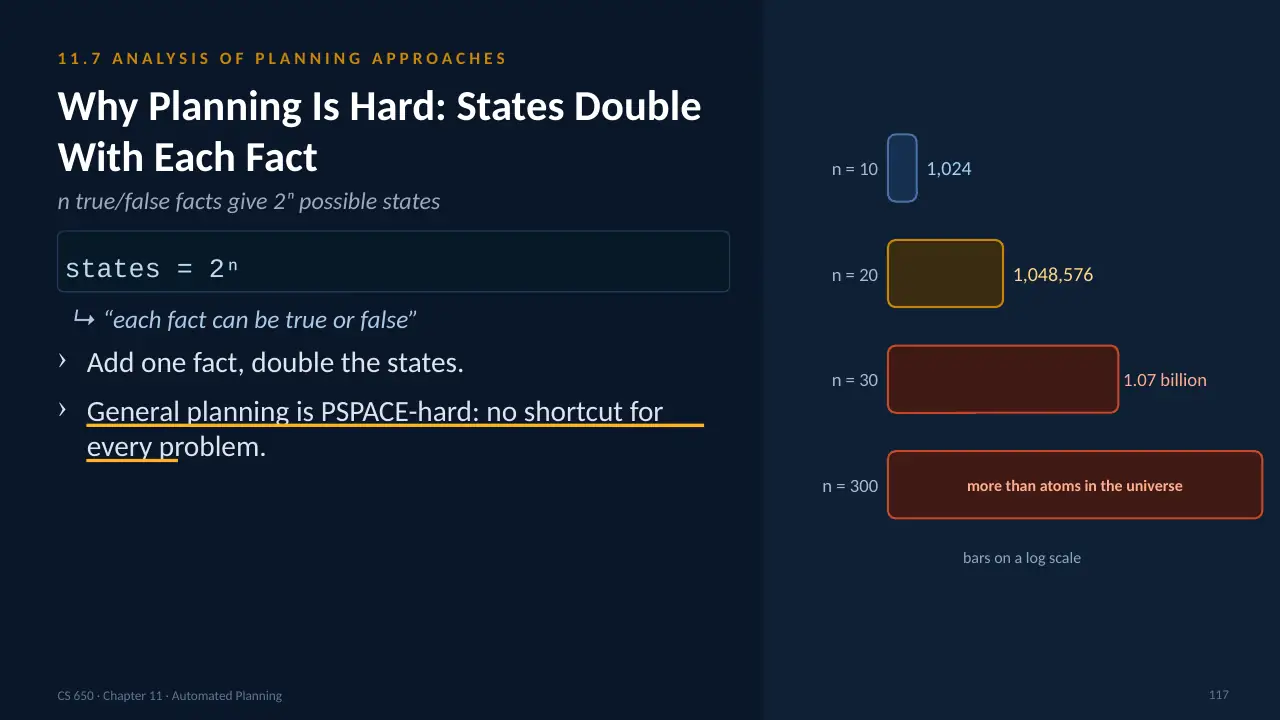 11.7 ANALYSIS OF PLANNING APPROACHES
Why Planning Is Hard: States Double
With Each Fact
n true/false facts give 2ⁿ possible states
states = 2ⁿ
↪ “each fact can be true or false”
› Add one fact, double the states.
› General planning is PSPACE-hard: no shortcut for
every problem.
n = 10 1,024
n = 20 1,048,576
n = 30 1.07 billion
n = 300 more than atoms in the universe
bars on a log scale
CS 650 · Chapter 11 · Automated Planning
117